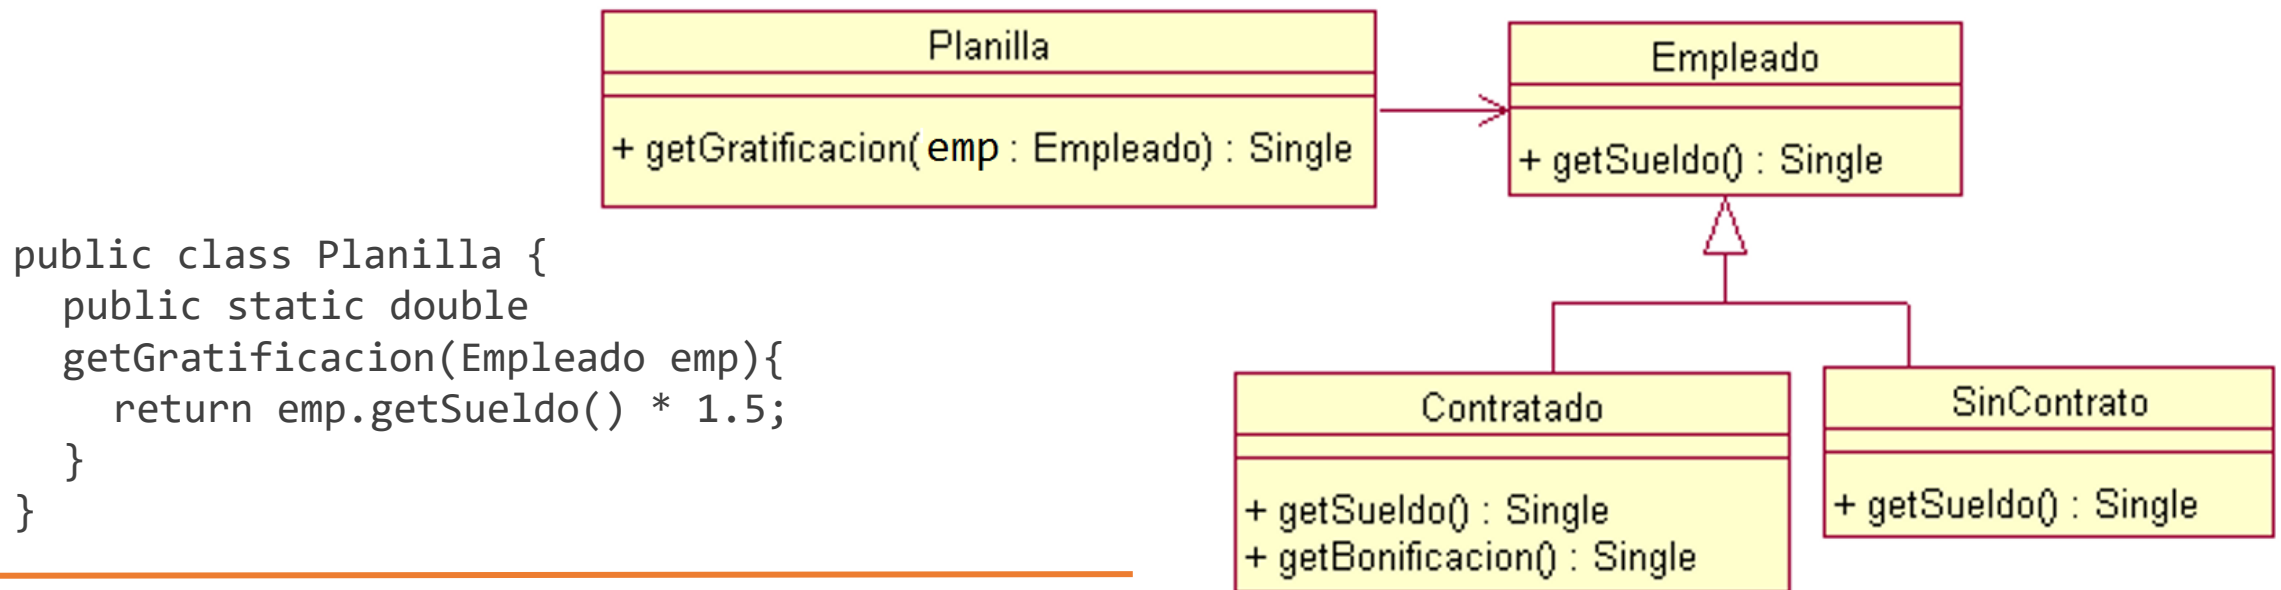 Planilla
+ getGratificacion( emp : Empleado) : Single
Empleado
+ getSueldo() : Single
public class Planilla {
public static double
getGratificacion(Empleado emp){
return emp.getSueldo() * 1.5;
}
}
Contratado
+ getSueldo() : Single
+ getBonificacion() : Single
SinContrato
+ getSueldo() : Single